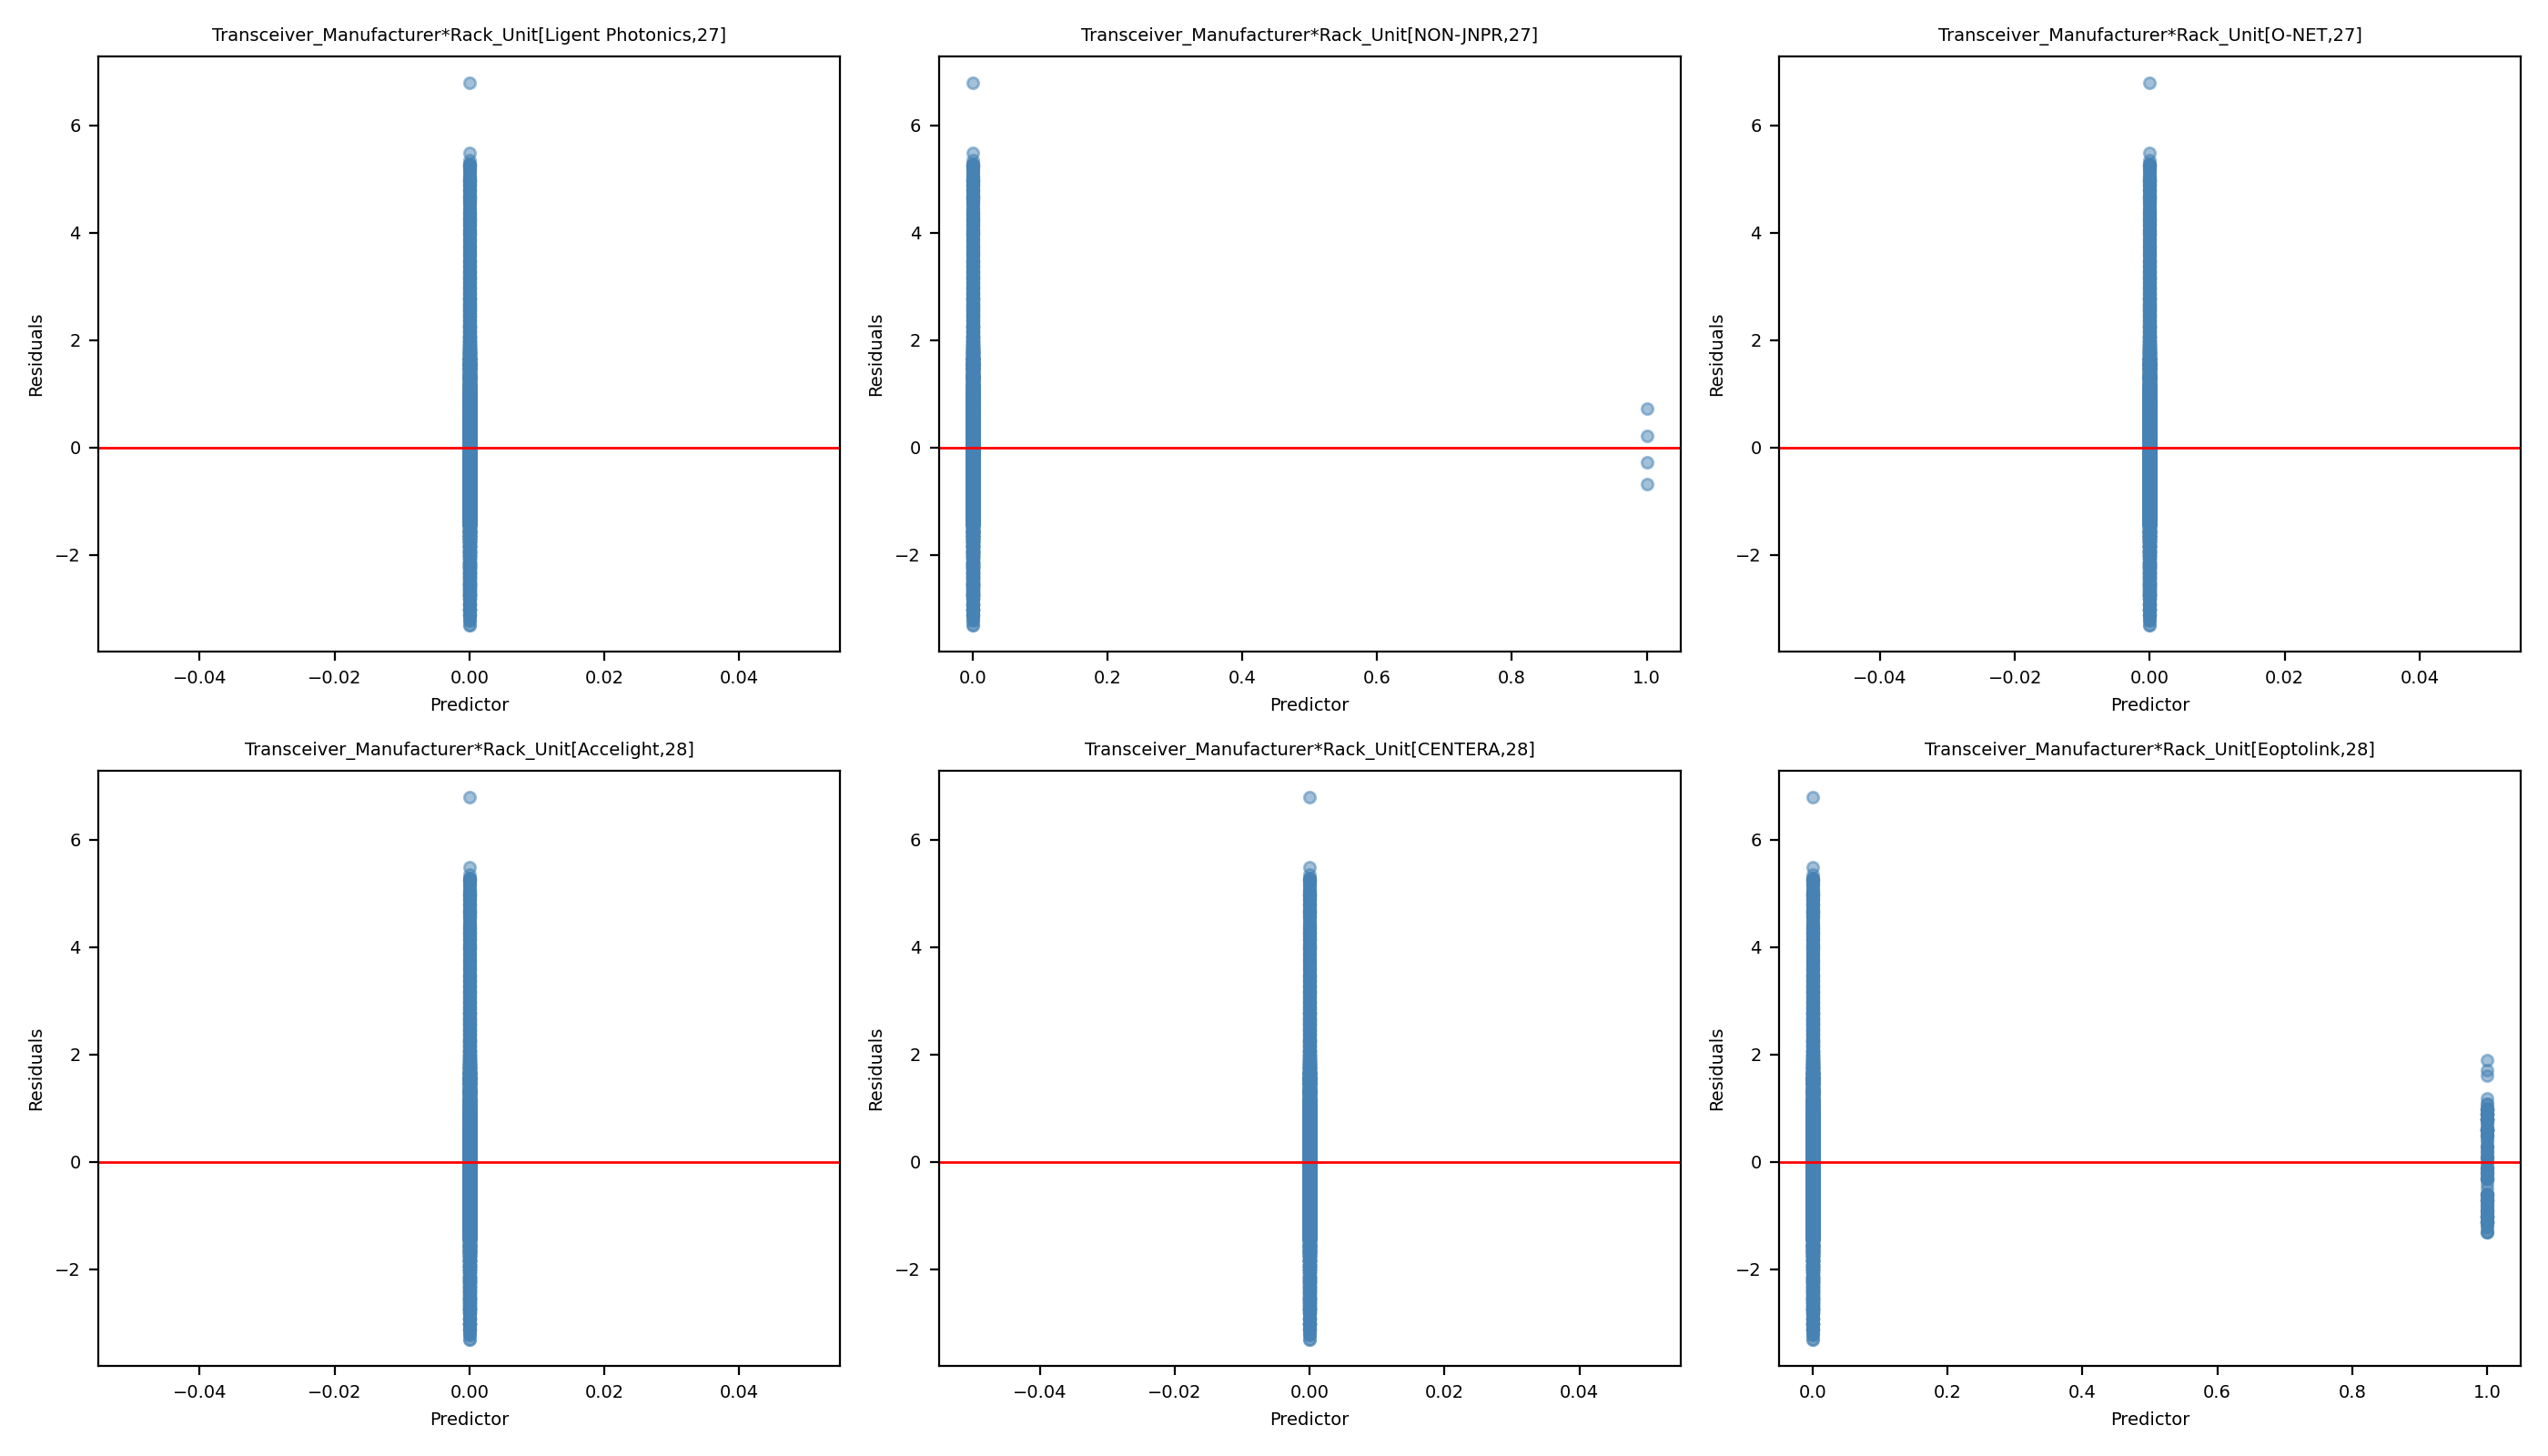 Transceiver_Manufacturer*Rack_Unit[Ligent Photonics,27]
Residuals
6
4
2
0
−2
−0.04 −0.02 0.00 0.02 0.04
Predictor
Transceiver_Manufacturer*Rack_Unit[NON-JNPR,27]
Residuals
6
4
2
0
−2
0.0 0.2 0.4 0.6 0.8 1.0
Predictor
Transceiver_Manufacturer*Rack_Unit[O-NET,27]
Residuals
6
4
2
0
−2
−0.04 −0.02 0.00 0.02 0.04
Predictor
Transceiver_Manufacturer*Rack_Unit[Accelight,28]
Residuals
6
4
2
0
−2
−0.04 −0.02 0.00 0.02 0.04
Predictor
Transceiver_Manufacturer*Rack_Unit[CENTERA,28]
Residuals
6
4
2
0
−2
−0.04 −0.02 0.00 0.02 0.04
Predictor
Transceiver_Manufacturer*Rack_Unit[Eoptolink,28]
Residuals
6
4
2
0
−2
0.0 0.2 0.4 0.6 0.8 1.0
Predictor